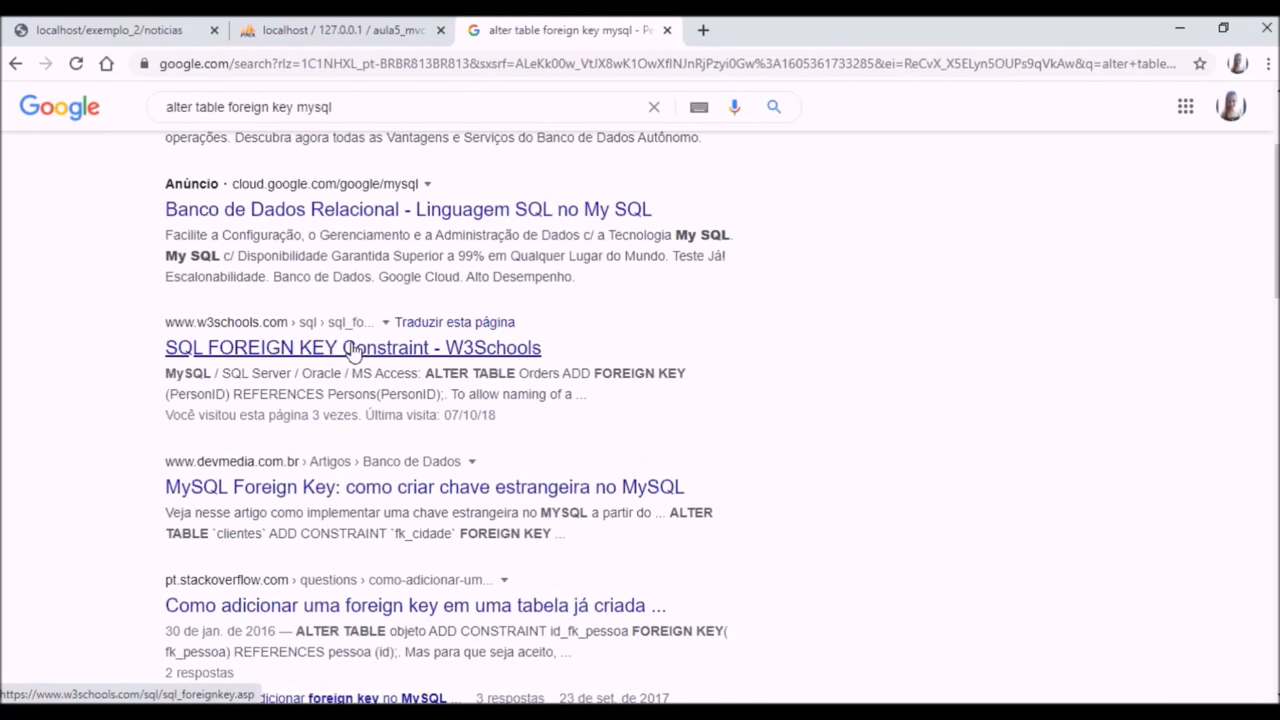 localhost/exemplo_2/noticias
localhost / 127.0.0.1 / aula5_mvc
alter table foreign key mysql - Pe
google.com/search?rlz=1C1NHXL_pt-BRBR813BR813&sxsrf=ALeKk00w_VtJX8wK1OwXfINJnRjPzyi0Gw%3A1605361733285&ei=ReCvX_X5ELyn5OUPs9qVkAw&q=alter+table...
Google
alter table foreign key mysql
operações. Descubra agora todas as Vantagens e Serviços do Banco de Dados Autônomo.
Anúncio · cloud.google.com/google/mysql
Banco de Dados Relacional - Linguagem SQL no My SQL
Facilite a Configuração, o Gerenciamento e a Administração de Dados c/ a Tecnologia My SQL.
My SQL c/ Disponibilidade Garantida Superior a 99% em Qualquer Lugar do Mundo. Teste Já!
Escalonabilidade. Banco de Dados. Google Cloud. Alto Desempenho.
www.w3schools.com › sql › sql_fo... Traduzir esta página
SQL FOREIGN KEY Constraint - W3Schools
MySQL / SQL Server / Oracle / MS Access: ALTER TABLE Orders ADD FOREIGN KEY
(PersonID) REFERENCES Persons(PersonID);. To allow naming of a ...
Você visitou esta página 3 vezes. Última visita: 07/10/18
www.devmedia.com.br › Artigos › Banco de Dados
MySQL Foreign Key: como criar chave estrangeira no MySQL
Veja nesse artigo como implementar uma chave estrangeira no MYSQL a partir do ... ALTER
TABLE `clientes` ADD CONSTRAINT `fk_cidade` FOREIGN KEY ...
pt.stackoverflow.com › questions › como-adicionar-um...
Como adicionar uma foreign key em uma tabela já criada ...
30 de jan. de 2016 — ALTER TABLE objeto ADD CONSTRAINT id_fk_pessoa FOREIGN KEY(
fk_pessoa) REFERENCES pessoa (id);. Mas para que seja aceito, ...
2 respostas
https://www.w3schools.com/sql/sql_foreignkey.asp
dicionar foreign key no MySQL ... 3 respostas 23 de set. de 2017